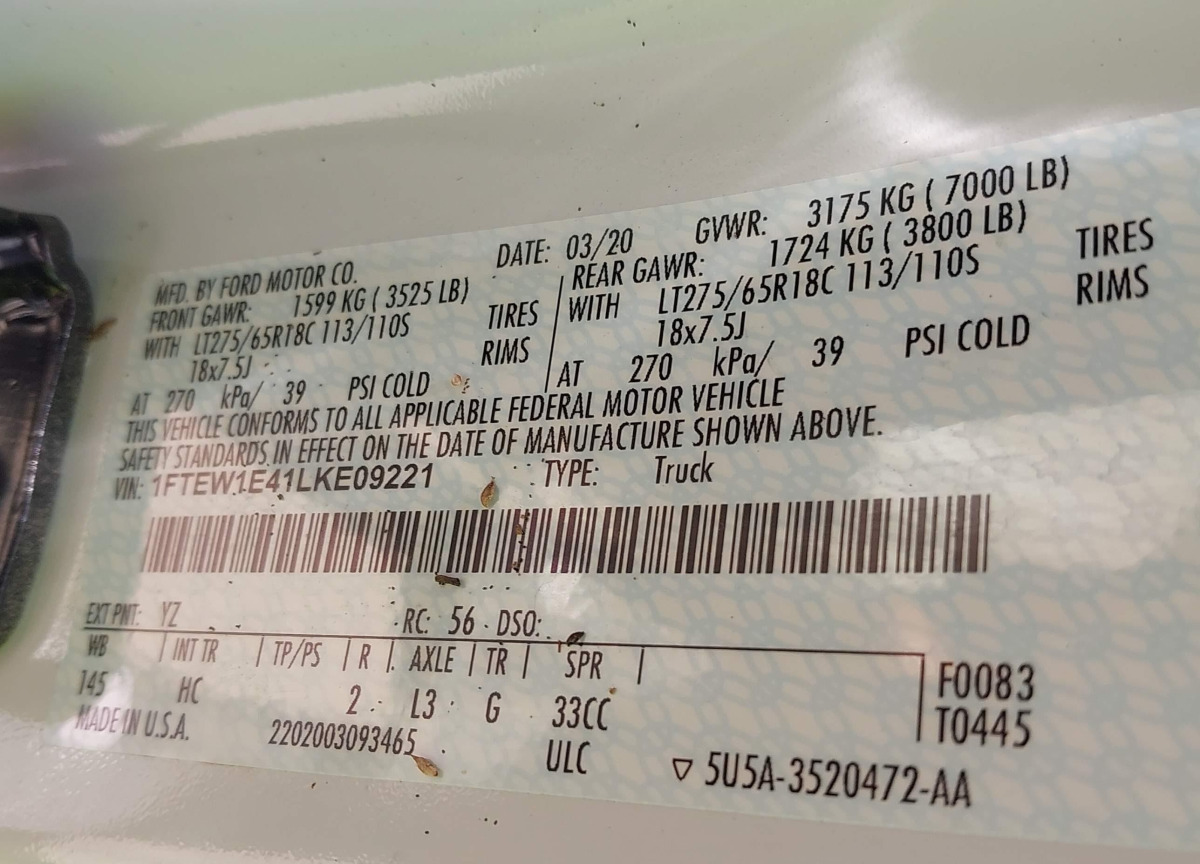 MFD. BY FORD MOTOR CO.
DATE: 03/20 GVWR: 3175 KG ( 7000 LB)
FRONT GAWR: 1599 KG ( 3525 LB)
WITH LT275/65R18C 113/110S TIRES
18x7.5J RIMS
AT 270 kPa/ 39 PSI COLD
REAR GAWR: 1724 KG ( 3800 LB)
WITH LT275/65R18C 113/110S TIRES
18x7.5J RIMS
AT 270 kPa/ 39 PSI COLD
THIS VEHICLE CONFORMS TO ALL APPLICABLE FEDERAL MOTOR VEHICLE
SAFETY STANDARDS IN EFFECT ON THE DATE OF MANUFACTURE SHOWN ABOVE.
VIN: 1FTEW1E41LKE09221 TYPE: Truck
EXT PNT: YZ RC: 56 DSO:
WB INT TR TP/PS R AXLE TR SPR
145 HC 2 L3 G 33CC
F0083
T0445
MADE IN U.S.A. 2202003093465 ULC ▽ 5U5A-3520472-AA